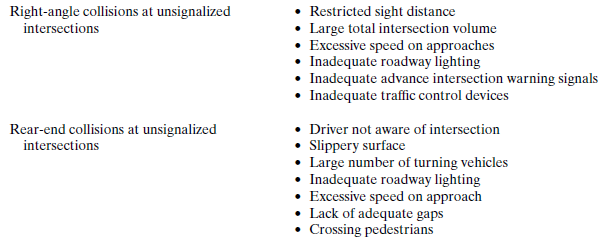 Right-angle collisions at unsignalized
intersections
• Restricted sight distance
• Large total intersection volume
• Excessive speed on approaches
• Inadequate roadway lighting
• Inadequate advance intersection warning signals
• Inadequate traffic control devices
Rear-end collisions at unsignalized
intersections
• Driver not aware of intersection
• Slippery surface
• Large number of turning vehicles
• Inadequate roadway lighting
• Excessive speed on approach
• Lack of adequate gaps
• Crossing pedestrians